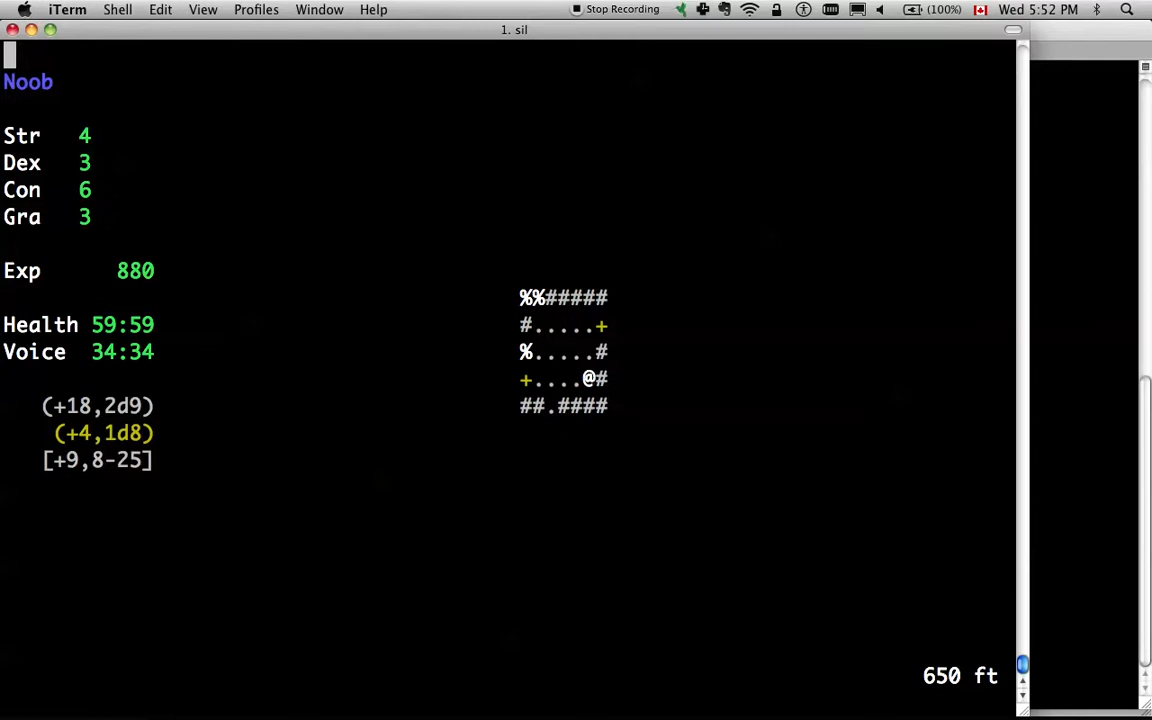 iTerm Shell Edit View Profiles Window Help Stop Recording (100%) Wed 5:52 PM
1. sil
Noob
Str 4
Dex 3
Con 6
Gra 3
Exp 880
%%#####
#.....+
Health 59:59
Voice 34:34
%.....#
+....@#
(+18,2d9)
##.####
(+4,1d8)
[+9,8-25]
650 ft